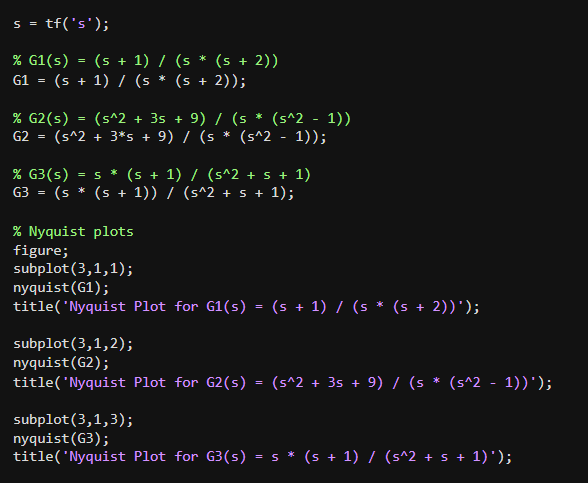 s = tf('s');
% G1(s) = (s + 1) / (s * (s + 2))
G1 = (s + 1) / (s * (s + 2));
% G2(s) = (s^2 + 3s + 9) / (s * (s^2 - 1))
G2 = (s^2 + 3*s + 9) / (s * (s^2 - 1));
% G3(s) = s * (s + 1) / (s^2 + s + 1)
G3 = (s * (s + 1)) / (s^2 + s + 1);
% Nyquist plots
figure;
subplot(3,1,1);
nyquist(G1);
title('Nyquist Plot for G1(s) = (s + 1) / (s * (s + 2))');
subplot(3,1,2);
nyquist(G2);
title('Nyquist Plot for G2(s) = (s^2 + 3s + 9) / (s * (s^2 - 1))');
subplot(3,1,3);
nyquist(G3);
title('Nyquist Plot for G3(s) = s * (s + 1) / (s^2 + s + 1)');